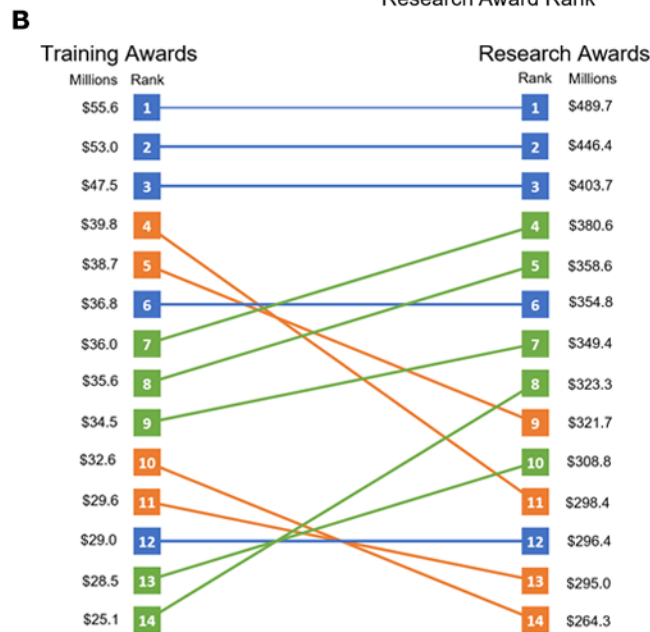 Research Award Rank
B
Training Awards Research Awards
Millions Rank Rank Millions
$55.6 1 1 $489.7
$53.0 2 2 $446.4
$47.5 3 3 $403.7
$39.8 4 4 $380.6
$38.7 5 5 $358.6
$36.8 6 6 $354.8
$36.0 7 7 $349.4
$35.6 8 8 $323.3
$34.5 9 9 $321.7
$32.6 10 10 $308.8
$29.6 11 11 $298.4
$29.0 12 12 $296.4
$28.5 13 13 $295.0
$25.1 14 14 $264.3